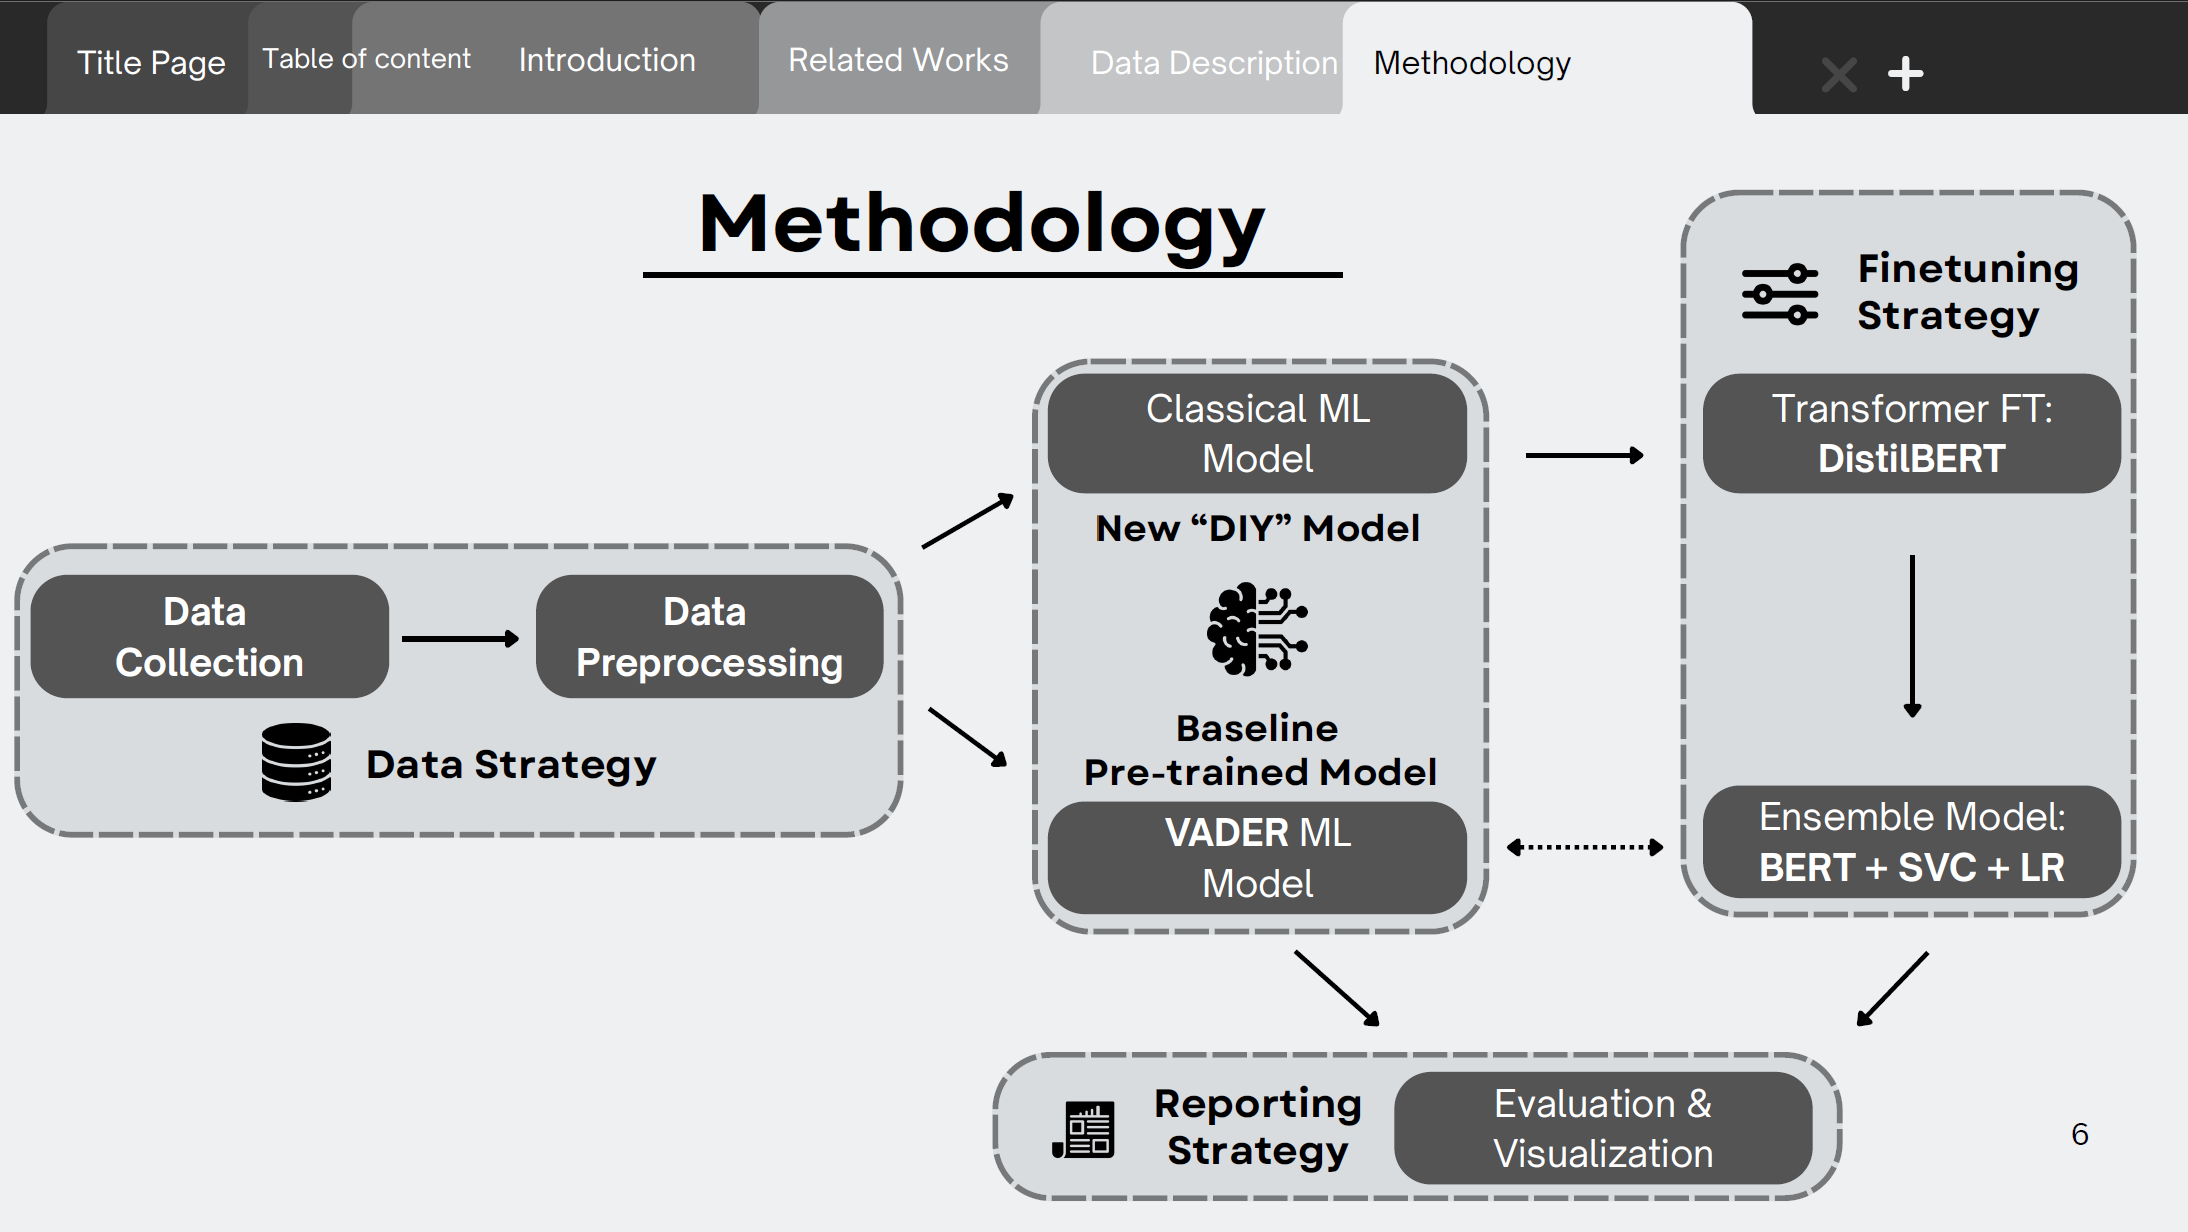 Title Page
Table of content
Introduction
Related Works
Data Description
Methodology
Methodology
Data
Collection
Data
Preprocessing
Data Strategy
Classical ML
Model
New “DIY” Model
Baseline
Pre-trained Model
VADER ML
Model
Finetuning
Strategy
Transformer FT:
DistilBERT
Ensemble Model:
BERT + SVC + LR
Reporting
Strategy
Evaluation &
Visualization
6